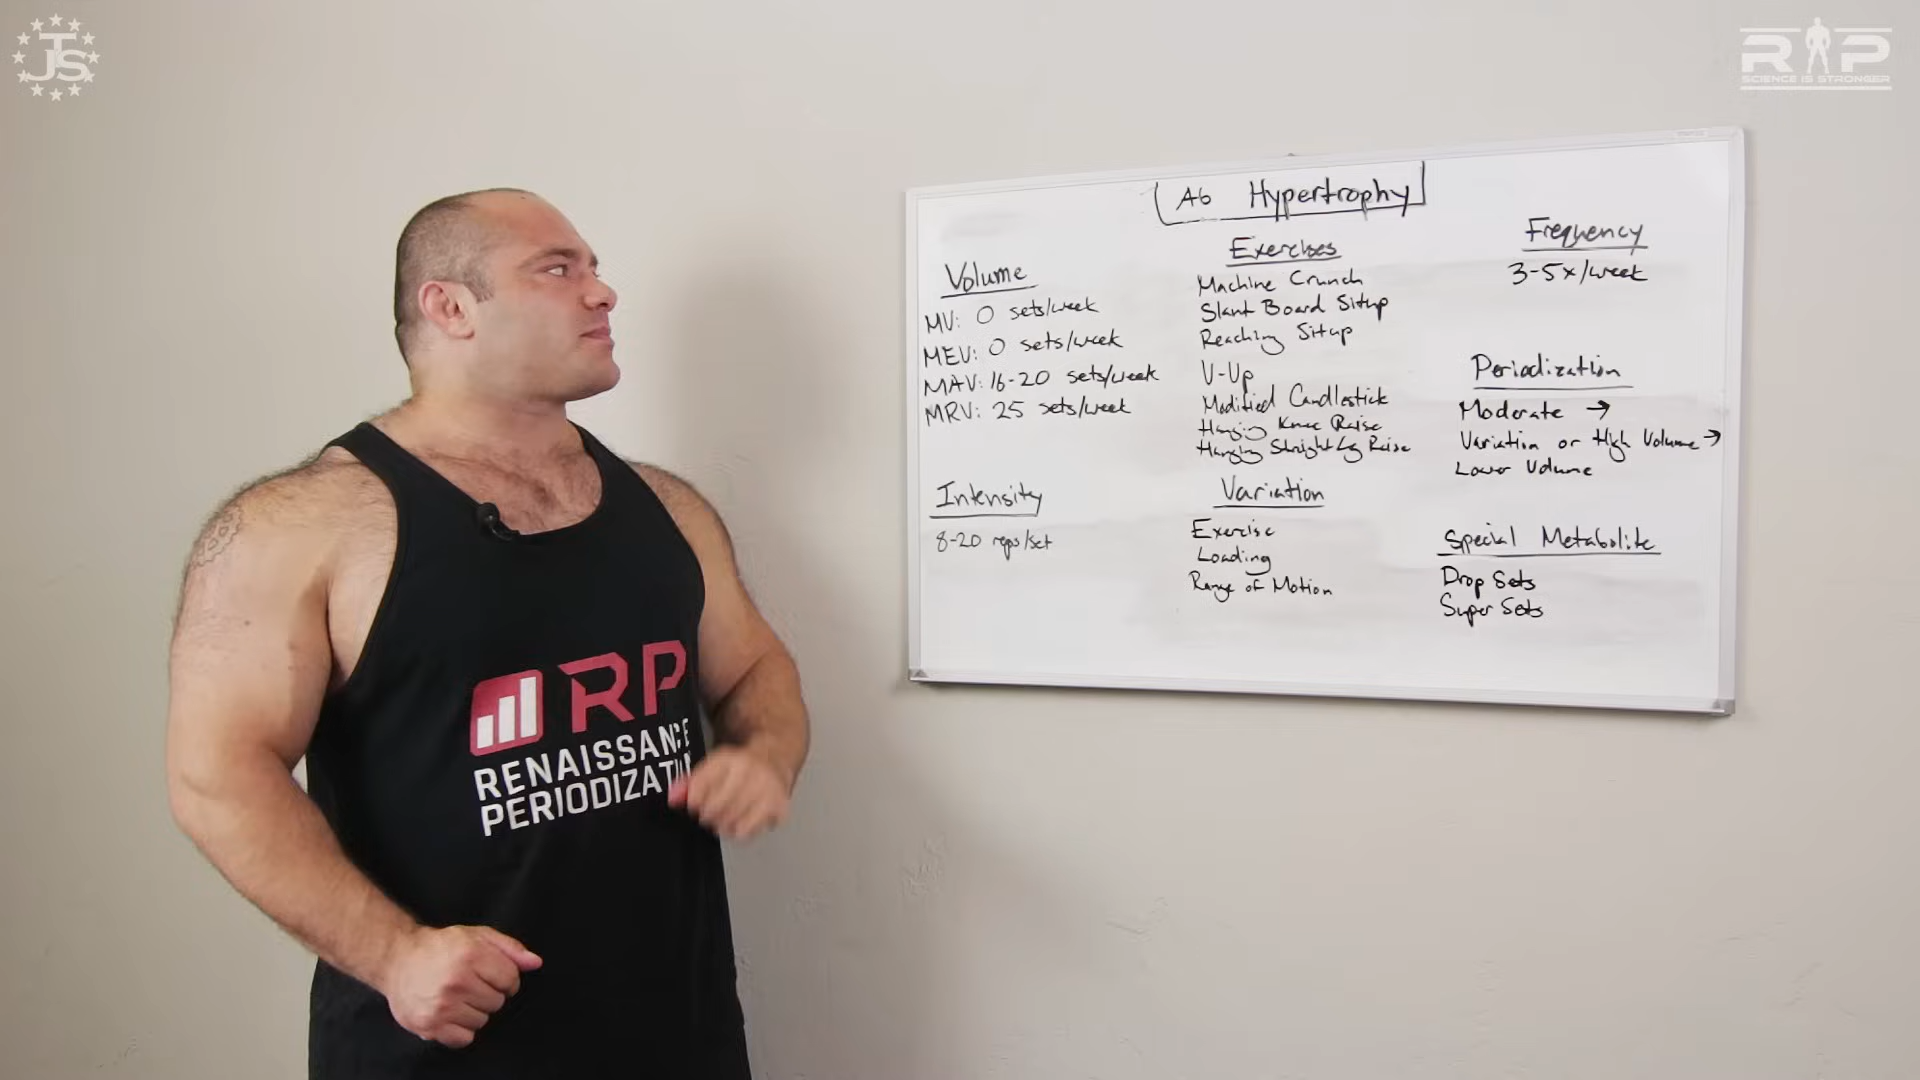 TJS
RP
SCIENCE IS STRONGER
Ab Hypertrophy
Volume
MV: 0 sets/week
MEV: 0 sets/week
MAV: 16-20 sets/week
MRV: 25 sets/week
Intensity
8-20 reps/set
Exercises
Machine Crunch
Slant Board Situp
Reaching Situp
V-Up
Modified Candlestick
Hanging Knee Raise
Hanging Straight Leg Raise
Variation
Exercise
Loading
Range of Motion
Frequency
3-5x/week
Periodization
Moderate →
Variation or High Volume →
Lower Volume
Special Metabolite
Drop Sets
Super Sets
RP
RENAISSANCE
PERIODIZATION